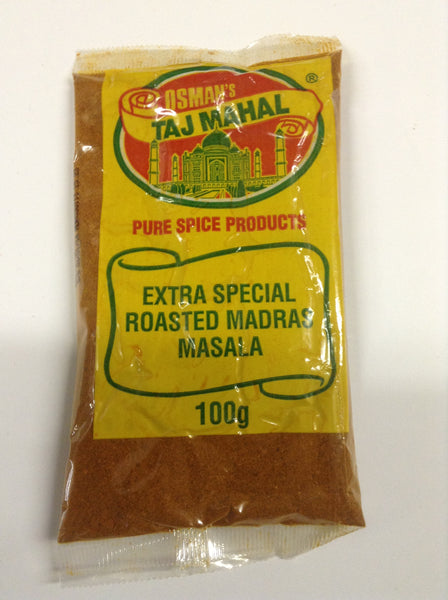 OSMAN'S
TAJ MAHAL
®
PURE SPICE PRODUCTS
EXTRA SPECIAL
ROASTED MADRAS
MASALA
100g